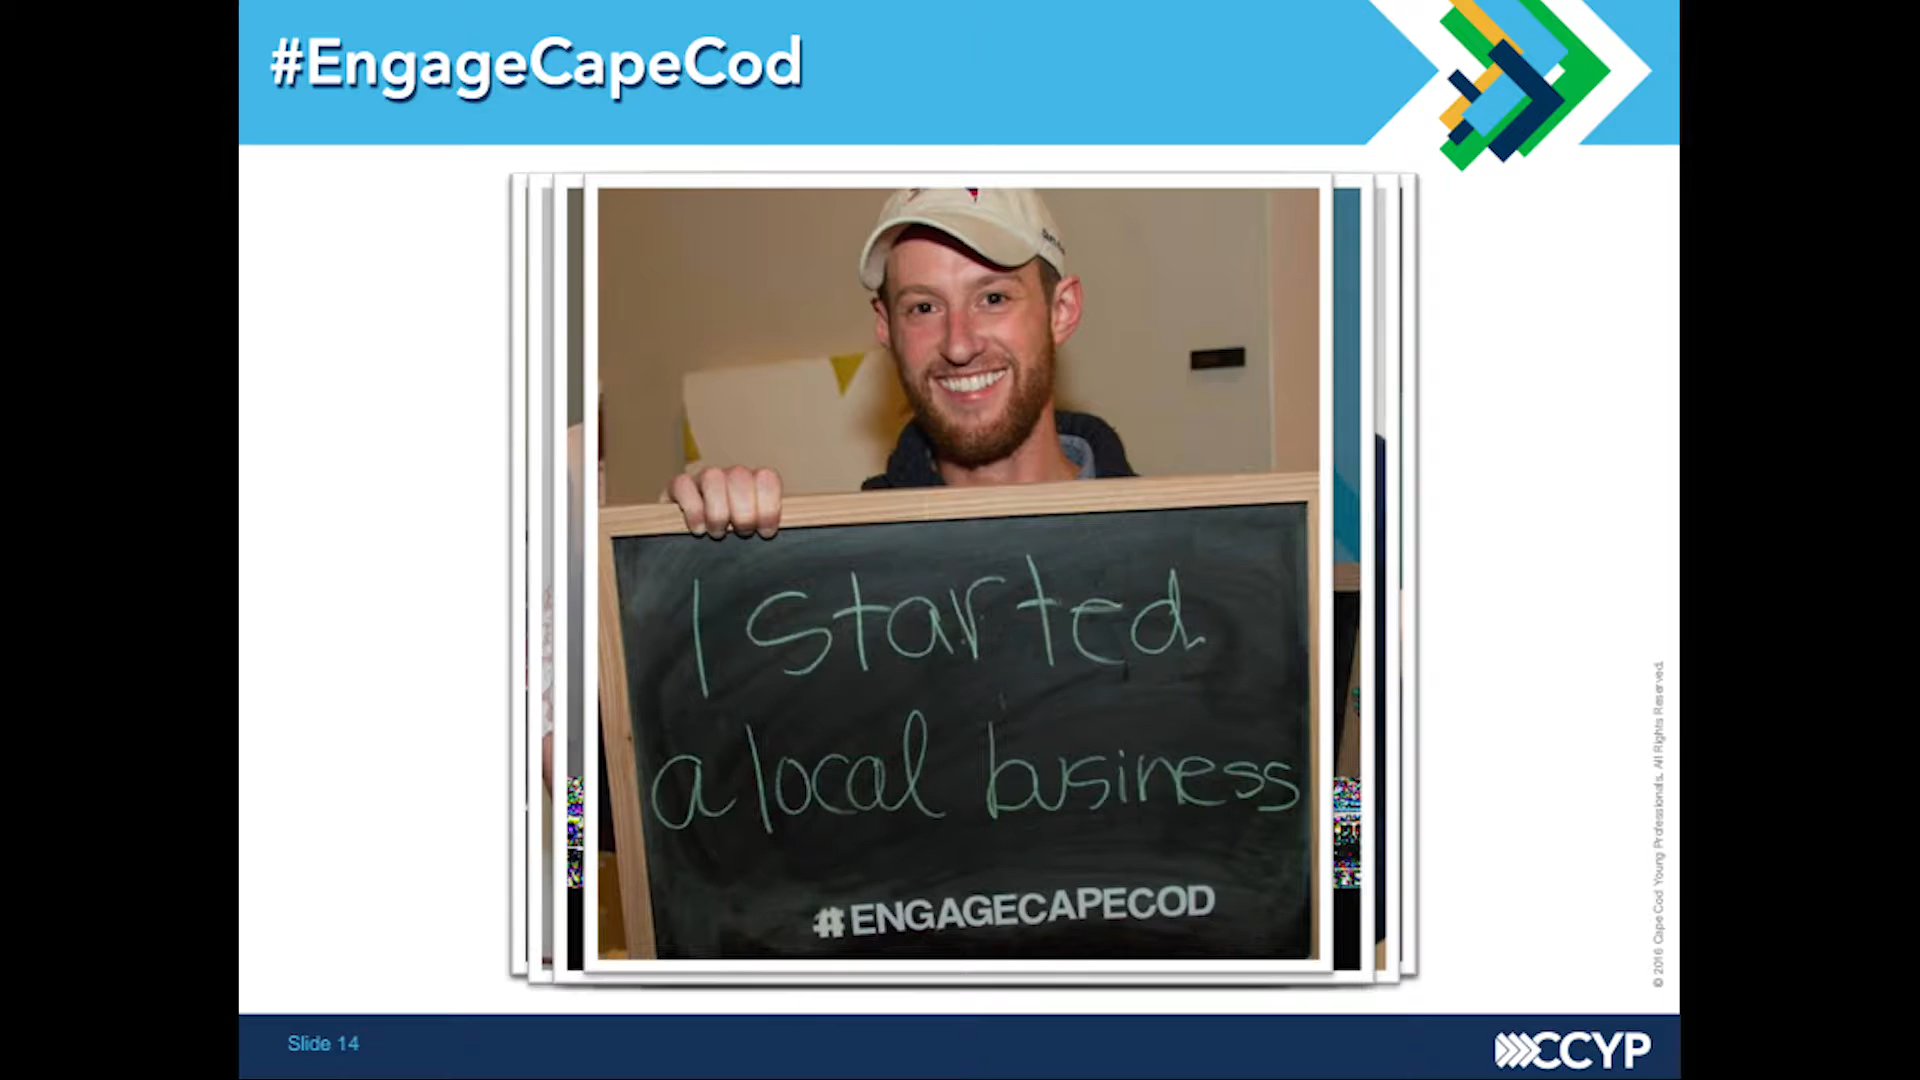 #EngageCapeCod
I started
a local business
#ENGAGECAPECOD
© 2016 Cape Cod Young Professionals. All Rights Reserved.
Slide 14
CCYP